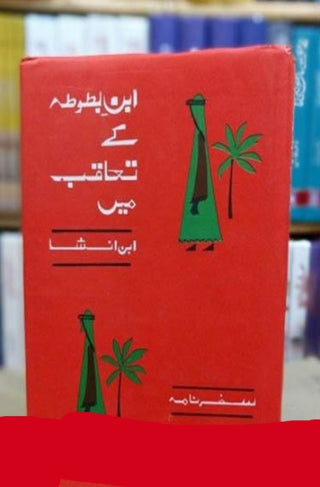 ابنِ بطوطہ
کے
تعاقب
میں
ابن انشا
سفرنامہ